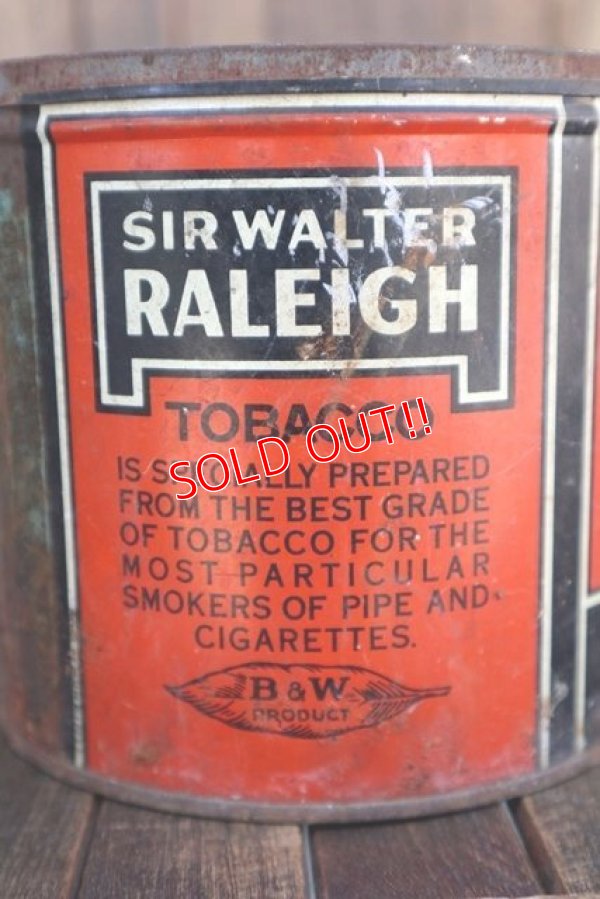 SIR WALTER
RALEIGH
TOBACCO
SOLD OUT!!
IS SPECIALLY PREPARED
FROM THE BEST GRADE
OF TOBACCO FOR THE
MOST PARTICULAR
SMOKERS OF PIPE AND
CIGARETTES.
B & W
PRODUCT